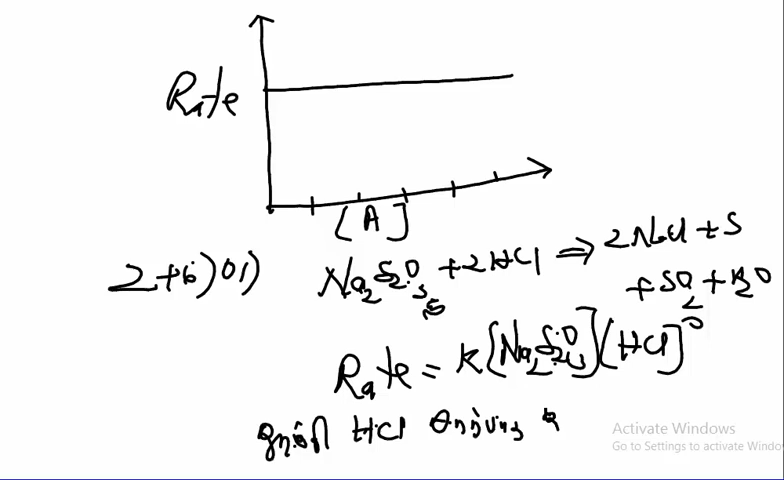 Rate
[A]
2+6)01) Na2S2O3 + 2HCl ⇒ 2NaCl + S
+ SO2 + H2O
Rate = K[Na2S2O3][HCl]^0
HCl
Activate Windows
Go to Settings to activate Windo